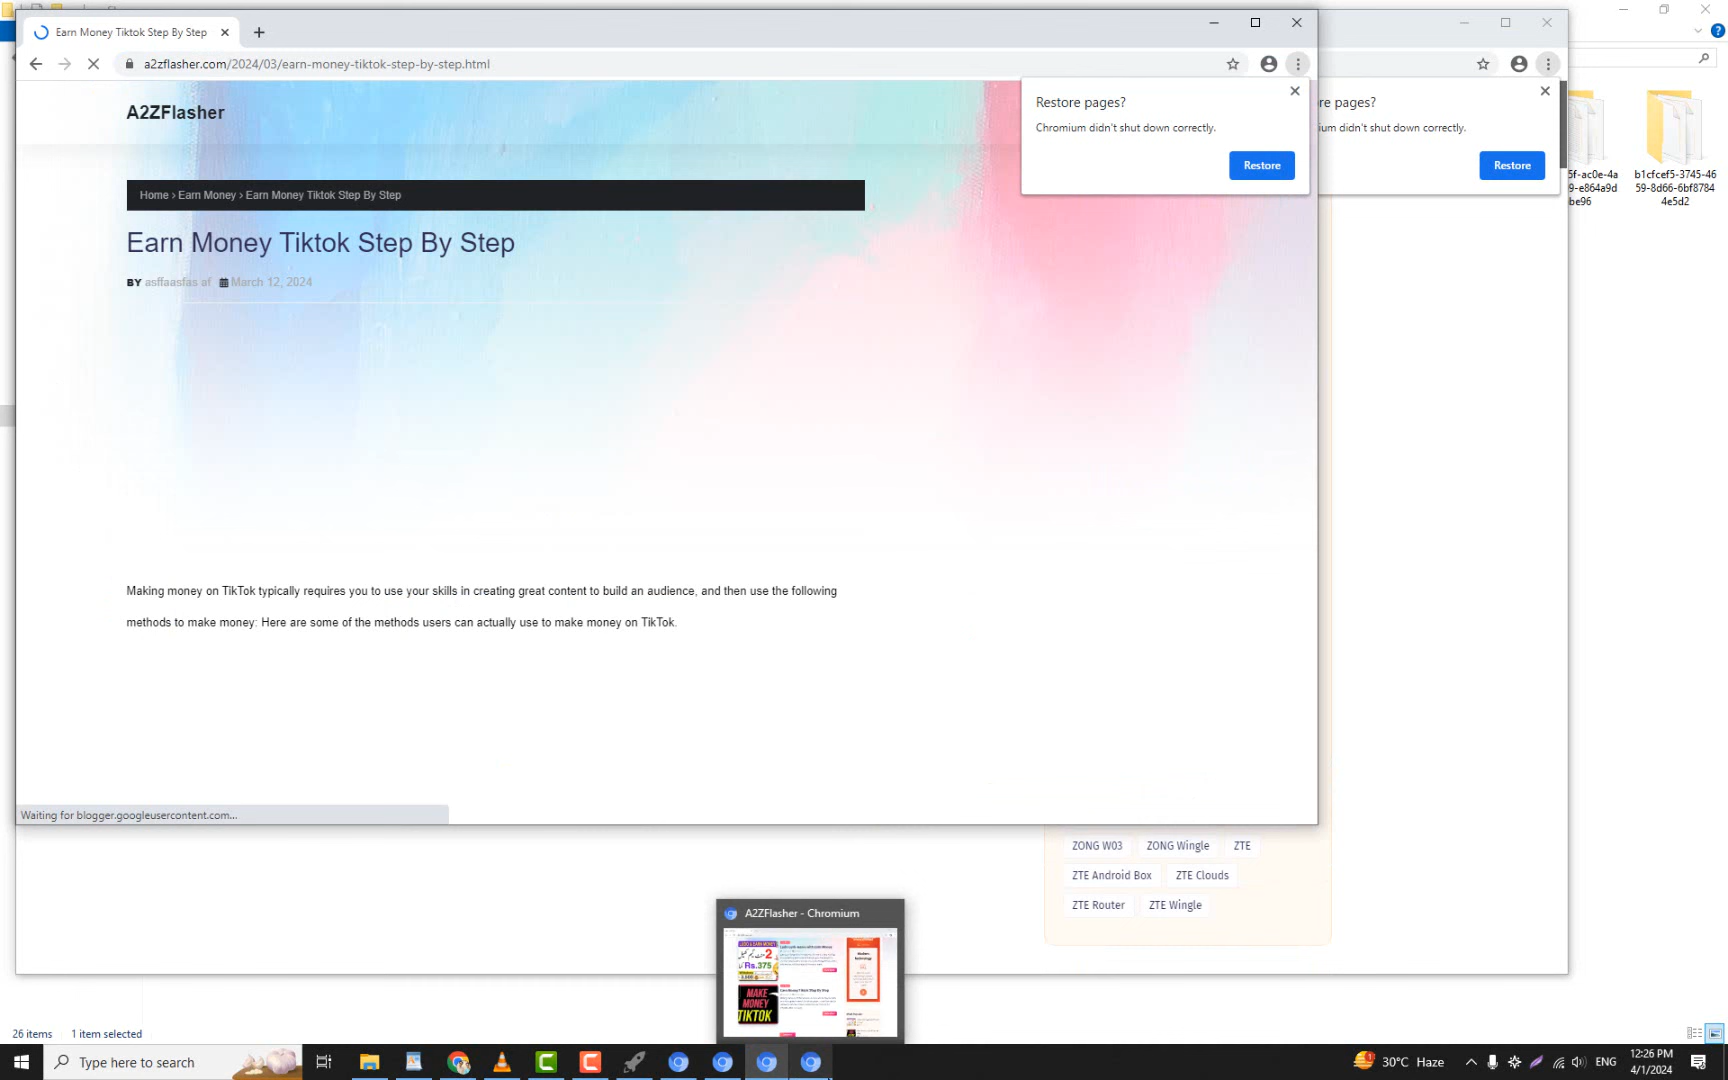 Earn Money Tiktok Step By Step
a2zflasher.com/2024/03/earn-money-tiktok-step-by-step.html
A2ZFlasher
Restore pages?
Chromium didn't shut down correctly.
Restore
re pages?
ium didn't shut down correctly.
Restore
5f-ac0e-4a
9-e864a9d
be96
b1cfcef5-3745-46
59-8d66-6bf8784
4e5d2
Home › Earn Money › Earn Money Tiktok Step By Step
Earn Money Tiktok Step By Step
BY asffaasfas af March 12, 2024
Making money on TikTok typically requires you to use your skills in creating great content to build an audience, and then use the following
methods to make money: Here are some of the methods users can actually use to make money on TikTok.
Waiting for blogger.googleusercontent.com...
ZONG W03 ZONG Wingle ZTE
ZTE Android Box ZTE Clouds
ZTE Router ZTE Wingle
A2ZFlasher - Chromium
Rs.375
MAKE
MONEY
TIKTOK
26 items 1 item selected
Type here to search
30°C Haze
ENG
12:26 PM
4/1/2024